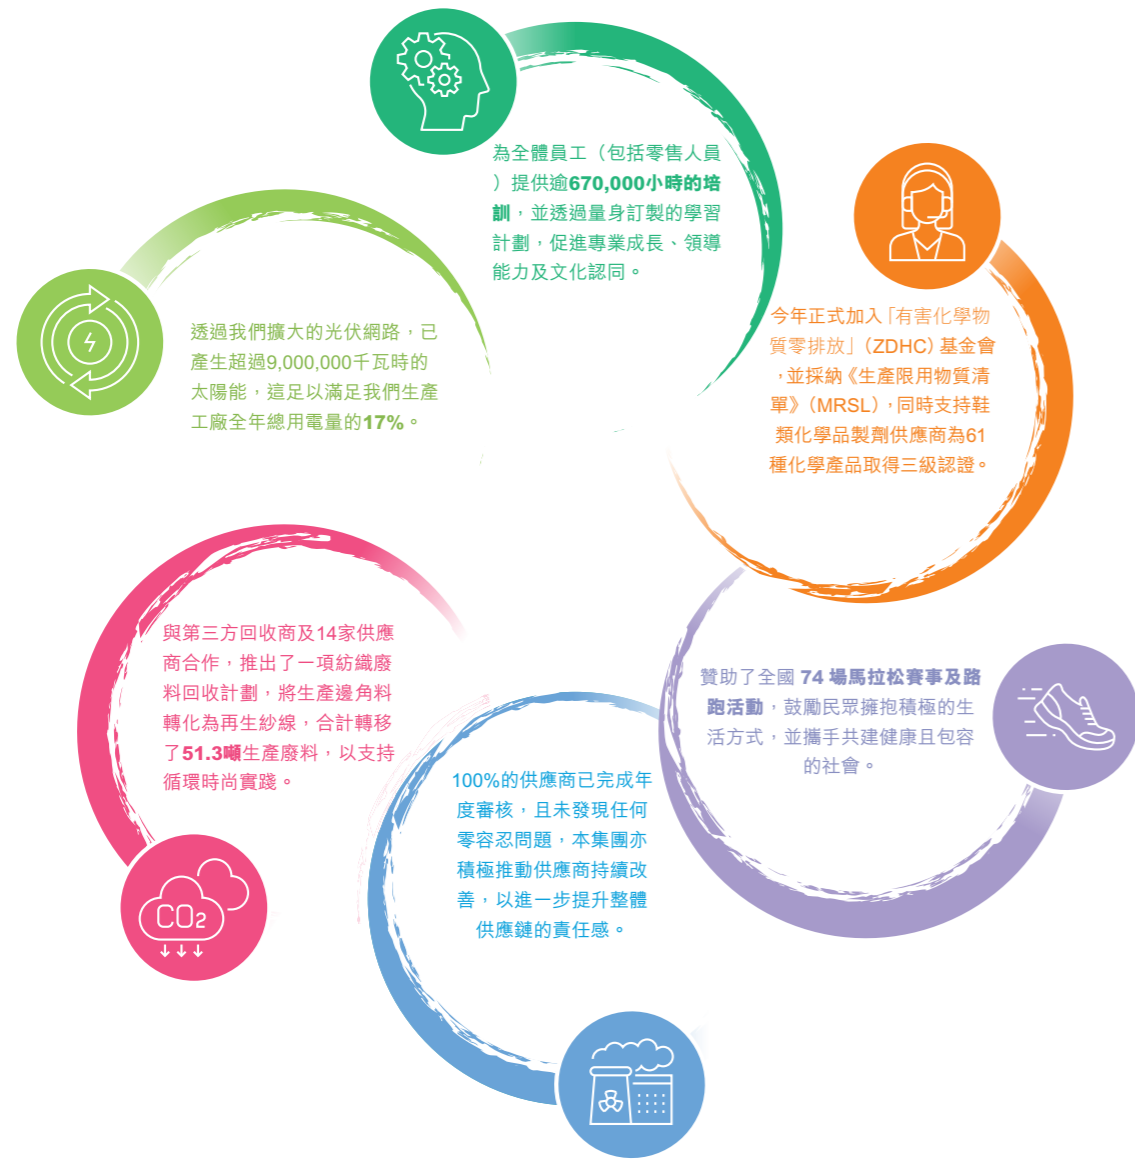 為全體員工（包括零售人員
）提供逾670,000小時的培
訓，並透過量身訂製的學習
計劃，促進專業成長、領導
能力及文化認同。
透過我們擴大的光伏網路，已
產生超過9,000,000千瓦時的
太陽能，這足以滿足我們生產
工廠全年總用電量的17%。
今年正式加入「有害化學物
質零排放」（ZDHC）基金會
，並採納《生產限用物質清
單》（MRSL），同時支持鞋
類化學品製劑供應商為61
種化學產品取得三級認證。
與第三方回收商及14家供應
商合作，推出了一項紡織廢
料回收計劃，將生產邊角料
轉化為再生紗線，合計轉移
了51.3噸生產廢料，以支持
循環時尚實踐。
CO2
贊助了全國 74 場馬拉松賽事及路
跑活動，鼓勵民眾擁抱積極的生
活方式，並攜手共建健康且包容
的社會。
100%的供應商已完成年
度審核，且未發現任何
零容忍問題，本集團亦
積極推動供應商持續改
善，以進一步提升整體
供應鏈的責任感。